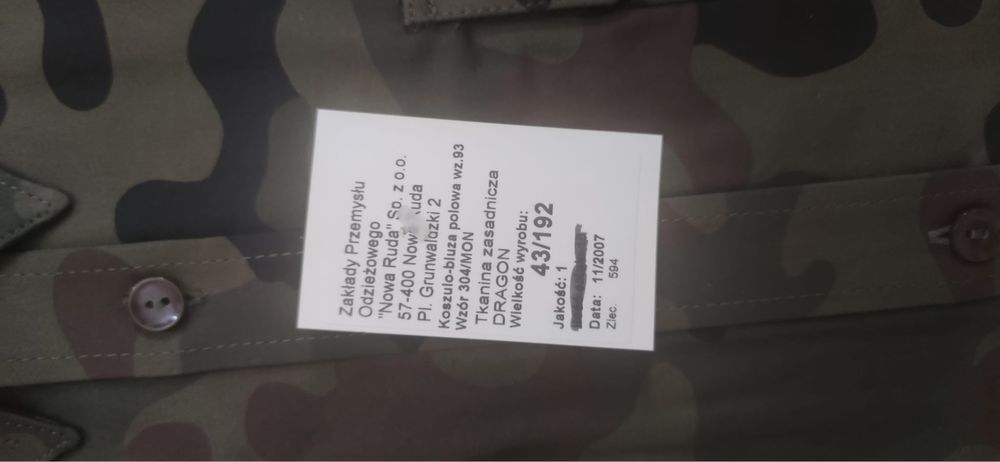 Zakłady Przemysłu
Odzieżowego
"Nowa Ruda" Sp. z o.o.
57-400 Nowa Ruda
Pl. Grunwaldzki 2
Koszulo-bluza polowa wz.93
Wzór 304/MON
Tkanina zasadnicza
DRAGON
Wielkość wyrobu:
43/192
Jakość: 1
Data: 11/2007
Zlec. 594